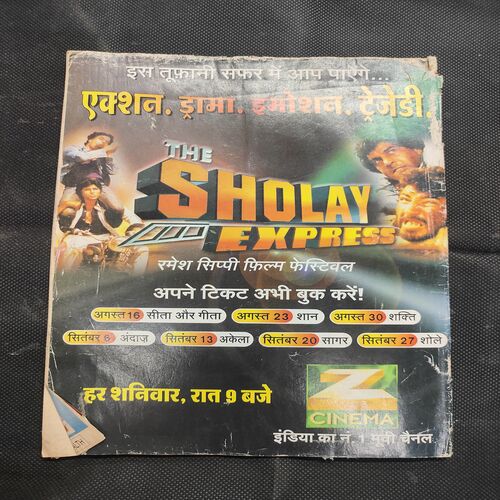 इस तूफ़ानी सफ़र में आप पाएंगे...
एक्शन. ड्रामा. इमोशन. ट्रेजेडी.
THE
SHOLAY
EXPRESS
रमेश सिप्पी फ़िल्म फेस्टिवल
अपने टिकट अभी बुक करें!
अगस्त 16 सीता और गीता अगस्त 23 शान अगस्त 30 शक्ति
सितंबर 6 अंदाज़ सितंबर 13 अकेला सितंबर 20 सागर सितंबर 27 शोले
हर शनिवार, रात 9 बजे
Z
CINEMA
इंडिया का नं. 1 मूवी चैनल